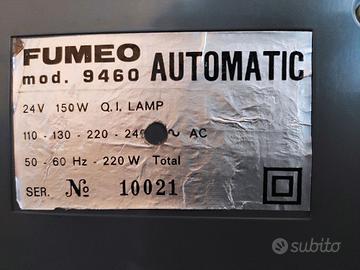 FUMEO
mod. 9460 AUTOMATIC
24V 150W Q.I. LAMP
110 - 130 - 220 - 240 ~ AC
50 - 60 Hz - 220 W Total
SER. № 10021
subito